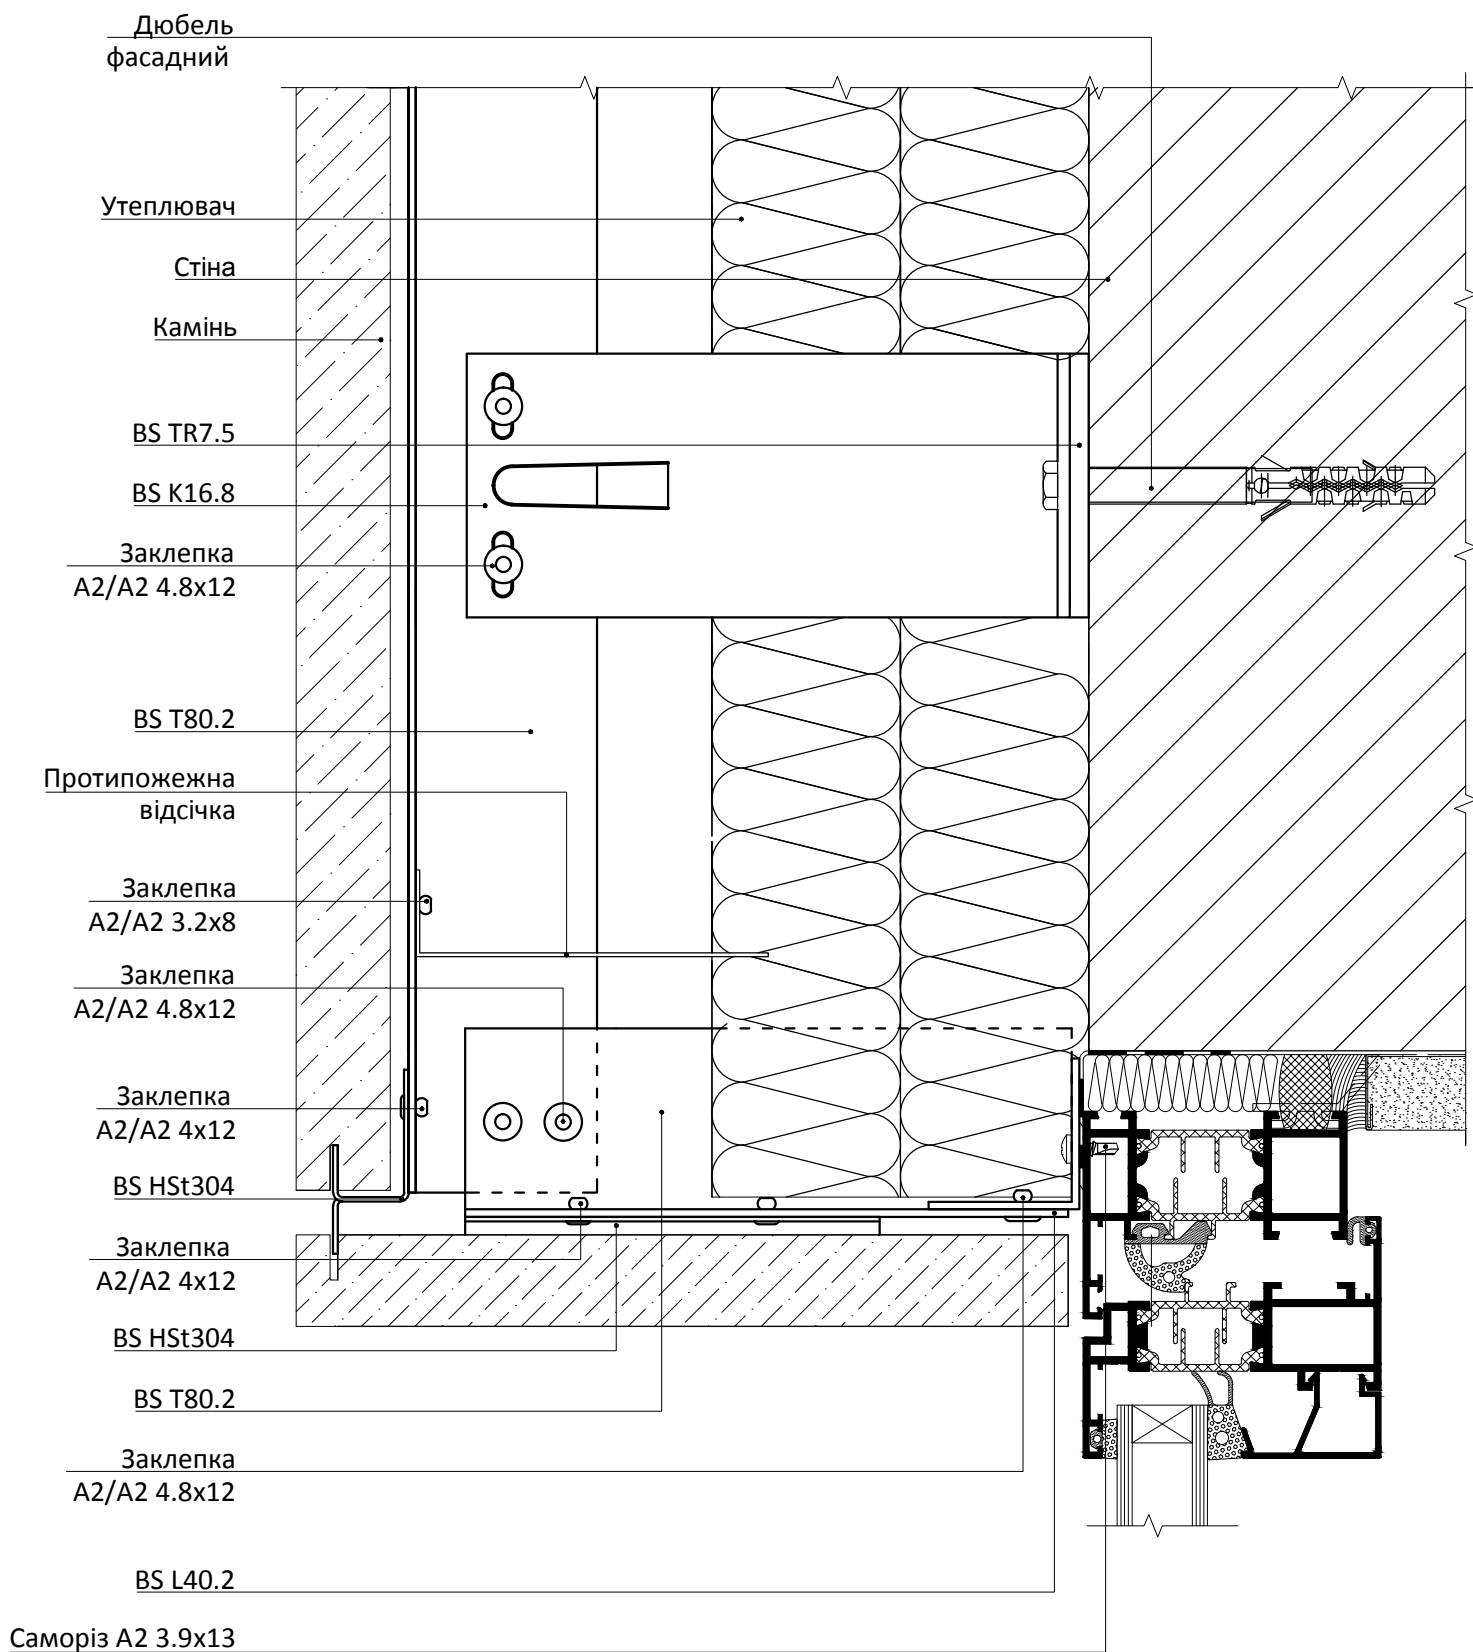 Дюбель
фасадний
Утеплювач
Стіна
Камінь
BS TR7.5
BS K16.8
Заклепка
A2/A2 4.8x12
BS T80.2
Протипожежна
відсічка
Заклепка
A2/A2 3.2x8
Заклепка
A2/A2 4.8x12
Заклепка
A2/A2 4x12
BS HSt304
Заклепка
A2/A2 4x12
BS HSt304
BS T80.2
Заклепка
A2/A2 4.8x12
BS L40.2
Саморіз A2 3.9x13